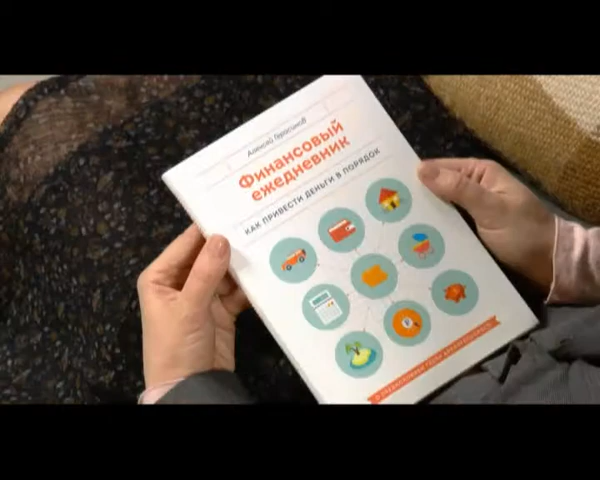 Алексей Герасимов
Финансовый
ежедневник
КАК ПРИВЕСТИ ДЕНЬГИ В ПОРЯДОК